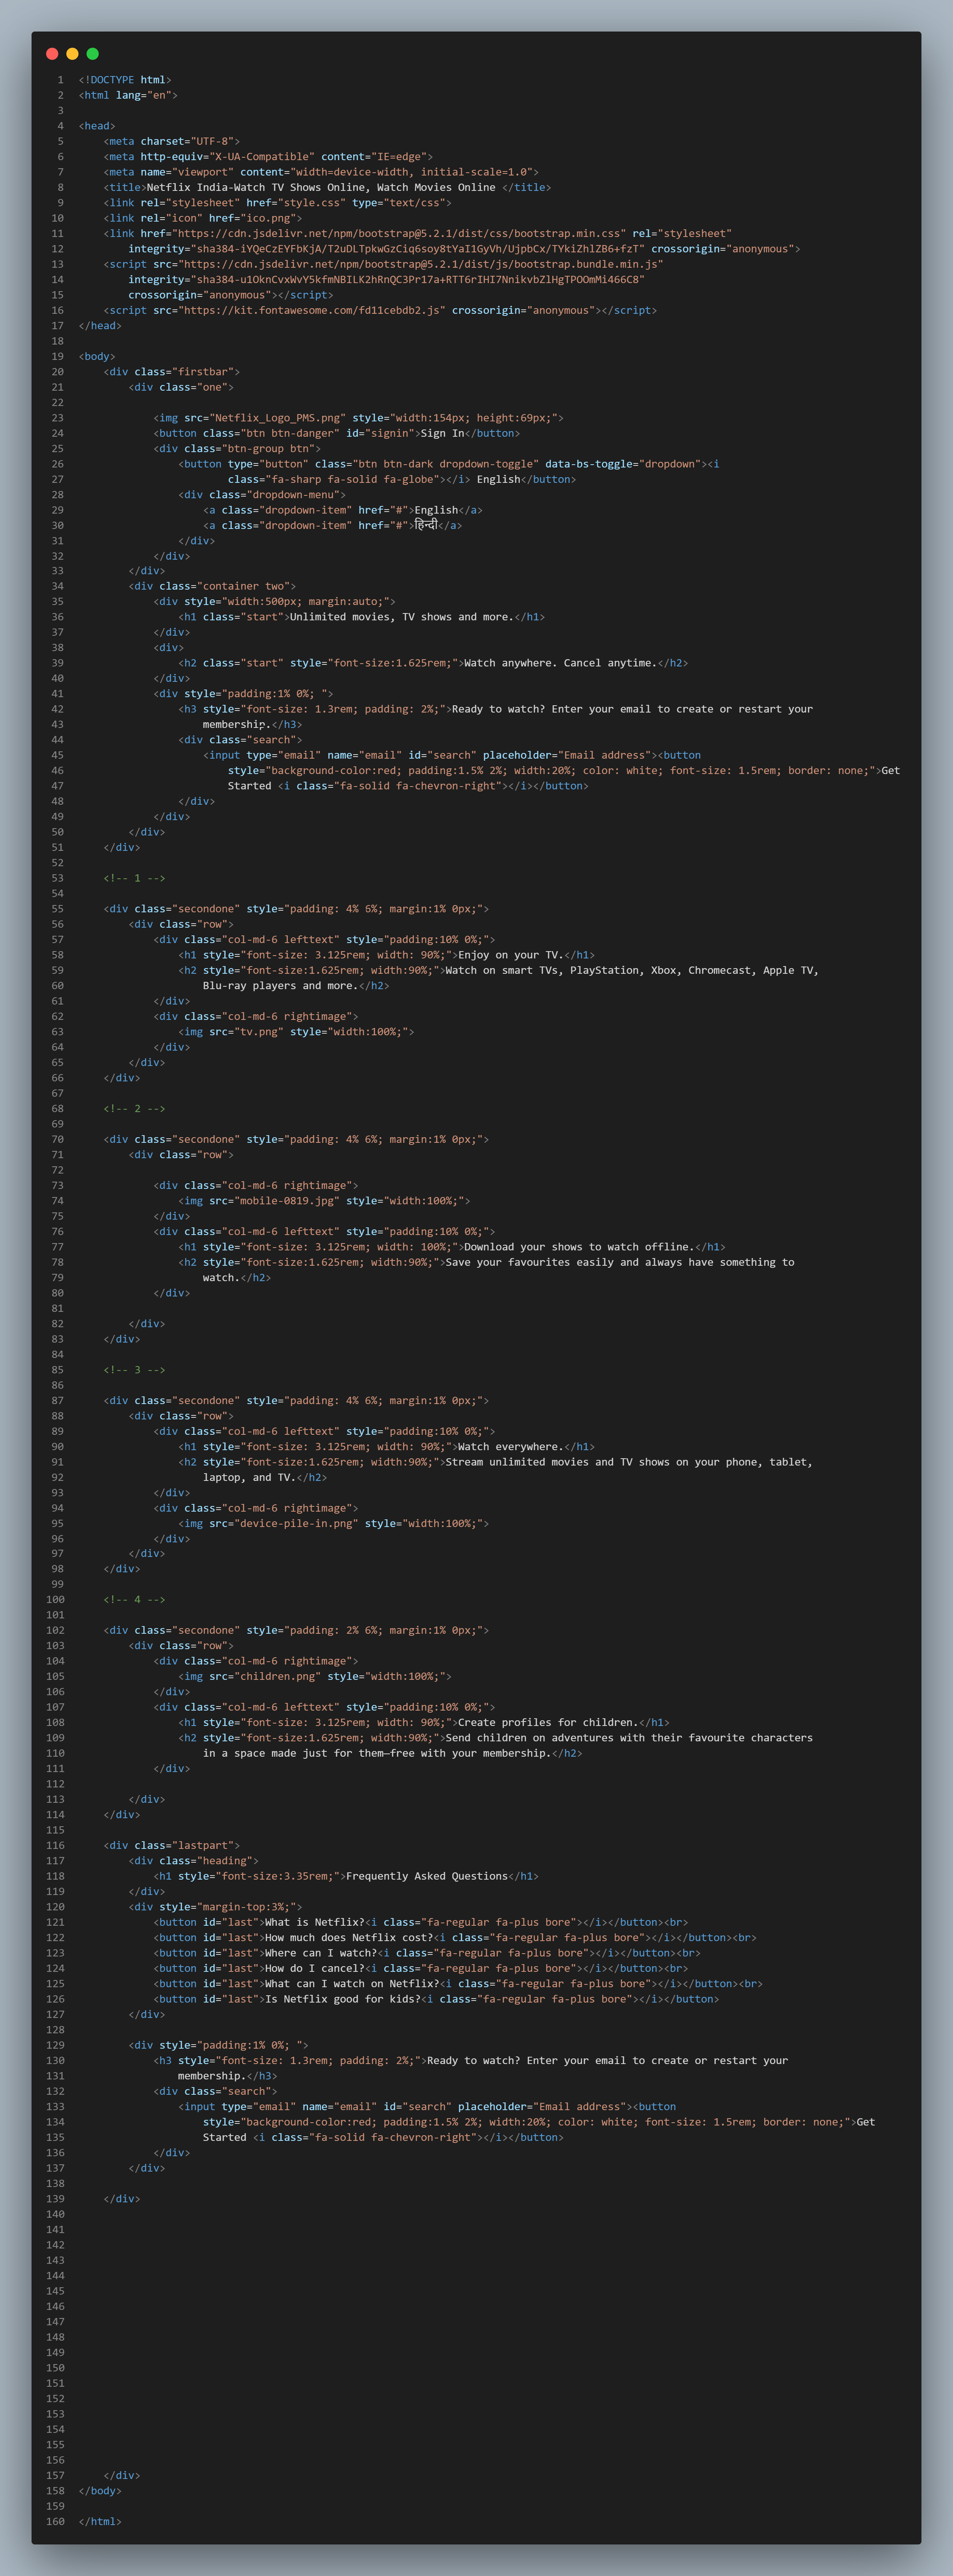 1 <!DOCTYPE html>
2 <html lang="en">
3
4 <head>
5     <meta charset="UTF-8">
6     <meta http-equiv="X-UA-Compatible" content="IE=edge">
7     <meta name="viewport" content="width=device-width, initial-scale=1.0">
8     <title>Netflix India-Watch TV Shows Online, Watch Movies Online </title>
9     <link rel="stylesheet" href="style.css" type="text/css">
10     <link rel="icon" href="ico.png">
11     <link href="https://cdn.jsdelivr.net/npm/bootstrap@5.2.1/dist/css/bootstrap.min.css" rel="stylesheet"
12         integrity="sha384-iYQeCzEYFbKjA/T2uDLTpkwGzCiq6soy8tYaI1GyVh/UjpbCx/TYkiZhlZB6+fzT" crossorigin="anonymous">
13     <script src="https://cdn.jsdelivr.net/npm/bootstrap@5.2.1/dist/js/bootstrap.bundle.min.js"
14         integrity="sha384-u1OknCvxWvY5kfmNBILK2hRnQC3Pr17a+RTT6rIHI7NnikvbZlHgTPOOmMi466C8"
15         crossorigin="anonymous"></script>
16     <script src="https://kit.fontawesome.com/fd11cebdb2.js" crossorigin="anonymous"></script>
17 </head>
18
19 <body>
20     <div class="firstbar">
21         <div class="one">
22
23             <img src="Netflix_Logo_PMS.png" style="width:154px; height:69px;">
24             <button class="btn btn-danger" id="signin">Sign In</button>
25             <div class="btn-group btn">
26                 <button type="button" class="btn btn-dark dropdown-toggle" data-bs-toggle="dropdown"><i
27                         class="fa-sharp fa-solid fa-globe"></i> English</button>
28                 <div class="dropdown-menu">
29                     <a class="dropdown-item" href="#">English</a>
30                     <a class="dropdown-item" href="#">हिन्दी</a>
31                 </div>
32             </div>
33         </div>
34         <div class="container two">
35             <div style="width:500px; margin:auto;">
36                 <h1 class="start">Unlimited movies, TV shows and more.</h1>
37             </div>
38             <div>
39                 <h2 class="start" style="font-size:1.625rem;">Watch anywhere. Cancel anytime.</h2>
40             </div>
41             <div style="padding:1% 0%; ">
42                 <h3 style="font-size: 1.3rem; padding: 2%;">Ready to watch? Enter your email to create or restart your
43                     membership.</h3>
44                 <div class="search">
45                     <input type="email" name="email" id="search" placeholder="Email address"><button
46                         style="background-color:red; padding:1.5% 2%; width:20%; color: white; font-size: 1.5rem; border: none;">Get
47                         Started <i class="fa-solid fa-chevron-right"></i></button>
48                 </div>
49             </div>
50         </div>
51     </div>
52
53     <!-- 1 -->
54
55     <div class="secondone" style="padding: 4% 6%; margin:1% 0px;">
56         <div class="row">
57             <div class="col-md-6 lefttext" style="padding:10% 0%;">
58                 <h1 style="font-size: 3.125rem; width: 90%;">Enjoy on your TV.</h1>
59                 <h2 style="font-size:1.625rem; width:90%;">Watch on smart TVs, PlayStation, Xbox, Chromecast, Apple TV,
60                     Blu-ray players and more.</h2>
61             </div>
62             <div class="col-md-6 rightimage">
63                 <img src="tv.png" style="width:100%;">
64             </div>
65         </div>
66     </div>
67
68     <!-- 2 -->
69
70     <div class="secondone" style="padding: 4% 6%; margin:1% 0px;">
71         <div class="row">
72
73             <div class="col-md-6 rightimage">
74                 <img src="mobile-0819.jpg" style="width:100%;">
75             </div>
76             <div class="col-md-6 lefttext" style="padding:10% 0%;">
77                 <h1 style="font-size: 3.125rem; width: 100%;">Download your shows to watch offline.</h1>
78                 <h2 style="font-size:1.625rem; width:90%;">Save your favourites easily and always have something to
79                     watch.</h2>
80             </div>
81
82         </div>
83     </div>
84
85     <!-- 3 -->
86
87     <div class="secondone" style="padding: 4% 6%; margin:1% 0px;">
88         <div class="row">
89             <div class="col-md-6 lefttext" style="padding:10% 0%;">
90                 <h1 style="font-size: 3.125rem; width: 90%;">Watch everywhere.</h1>
91                 <h2 style="font-size:1.625rem; width:90%;">Stream unlimited movies and TV shows on your phone, tablet,
92                     laptop, and TV.</h2>
93             </div>
94             <div class="col-md-6 rightimage">
95                 <img src="device-pile-in.png" style="width:100%;">
96             </div>
97         </div>
98     </div>
99
100     <!-- 4 -->
101
102     <div class="secondone" style="padding: 2% 6%; margin:1% 0px;">
103         <div class="row">
104             <div class="col-md-6 rightimage">
105                 <img src="children.png" style="width:100%;">
106             </div>
107             <div class="col-md-6 lefttext" style="padding:10% 0%;">
108                 <h1 style="font-size: 3.125rem; width: 90%;">Create profiles for children.</h1>
109                 <h2 style="font-size:1.625rem; width:90%;">Send children on adventures with their favourite characters
110                     in a space made just for them—free with your membership.</h2>
111             </div>
112
113         </div>
114     </div>
115
116     <div class="lastpart">
117         <div class="heading">
118             <h1 style="font-size:3.35rem;">Frequently Asked Questions</h1>
119         </div>
120         <div style="margin-top:3%;">
121             <button id="last">What is Netflix?<i class="fa-regular fa-plus bore"></i></button><br>
122             <button id="last">How much does Netflix cost?<i class="fa-regular fa-plus bore"></i></button><br>
123             <button id="last">Where can I watch?<i class="fa-regular fa-plus bore"></i></button><br>
124             <button id="last">How do I cancel?<i class="fa-regular fa-plus bore"></i></button><br>
125             <button id="last">What can I watch on Netflix?<i class="fa-regular fa-plus bore"></i></button><br>
126             <button id="last">Is Netflix good for kids?<i class="fa-regular fa-plus bore"></i></button>
127         </div>
128
129         <div style="padding:1% 0%; ">
130             <h3 style="font-size: 1.3rem; padding: 2%;">Ready to watch? Enter your email to create or restart your
131                 membership.</h3>
132             <div class="search">
133                 <input type="email" name="email" id="search" placeholder="Email address"><button
134                     style="background-color:red; padding:1.5% 2%; width:20%; color: white; font-size: 1.5rem; border: none;">Get
135                     Started <i class="fa-solid fa-chevron-right"></i></button>
136             </div>
137         </div>
138
139     </div>
140
141
142
143
144
145
146
147
148
149
150
151
152
153
154
155
156
157     </div>
158 </body>
159
160 </html>